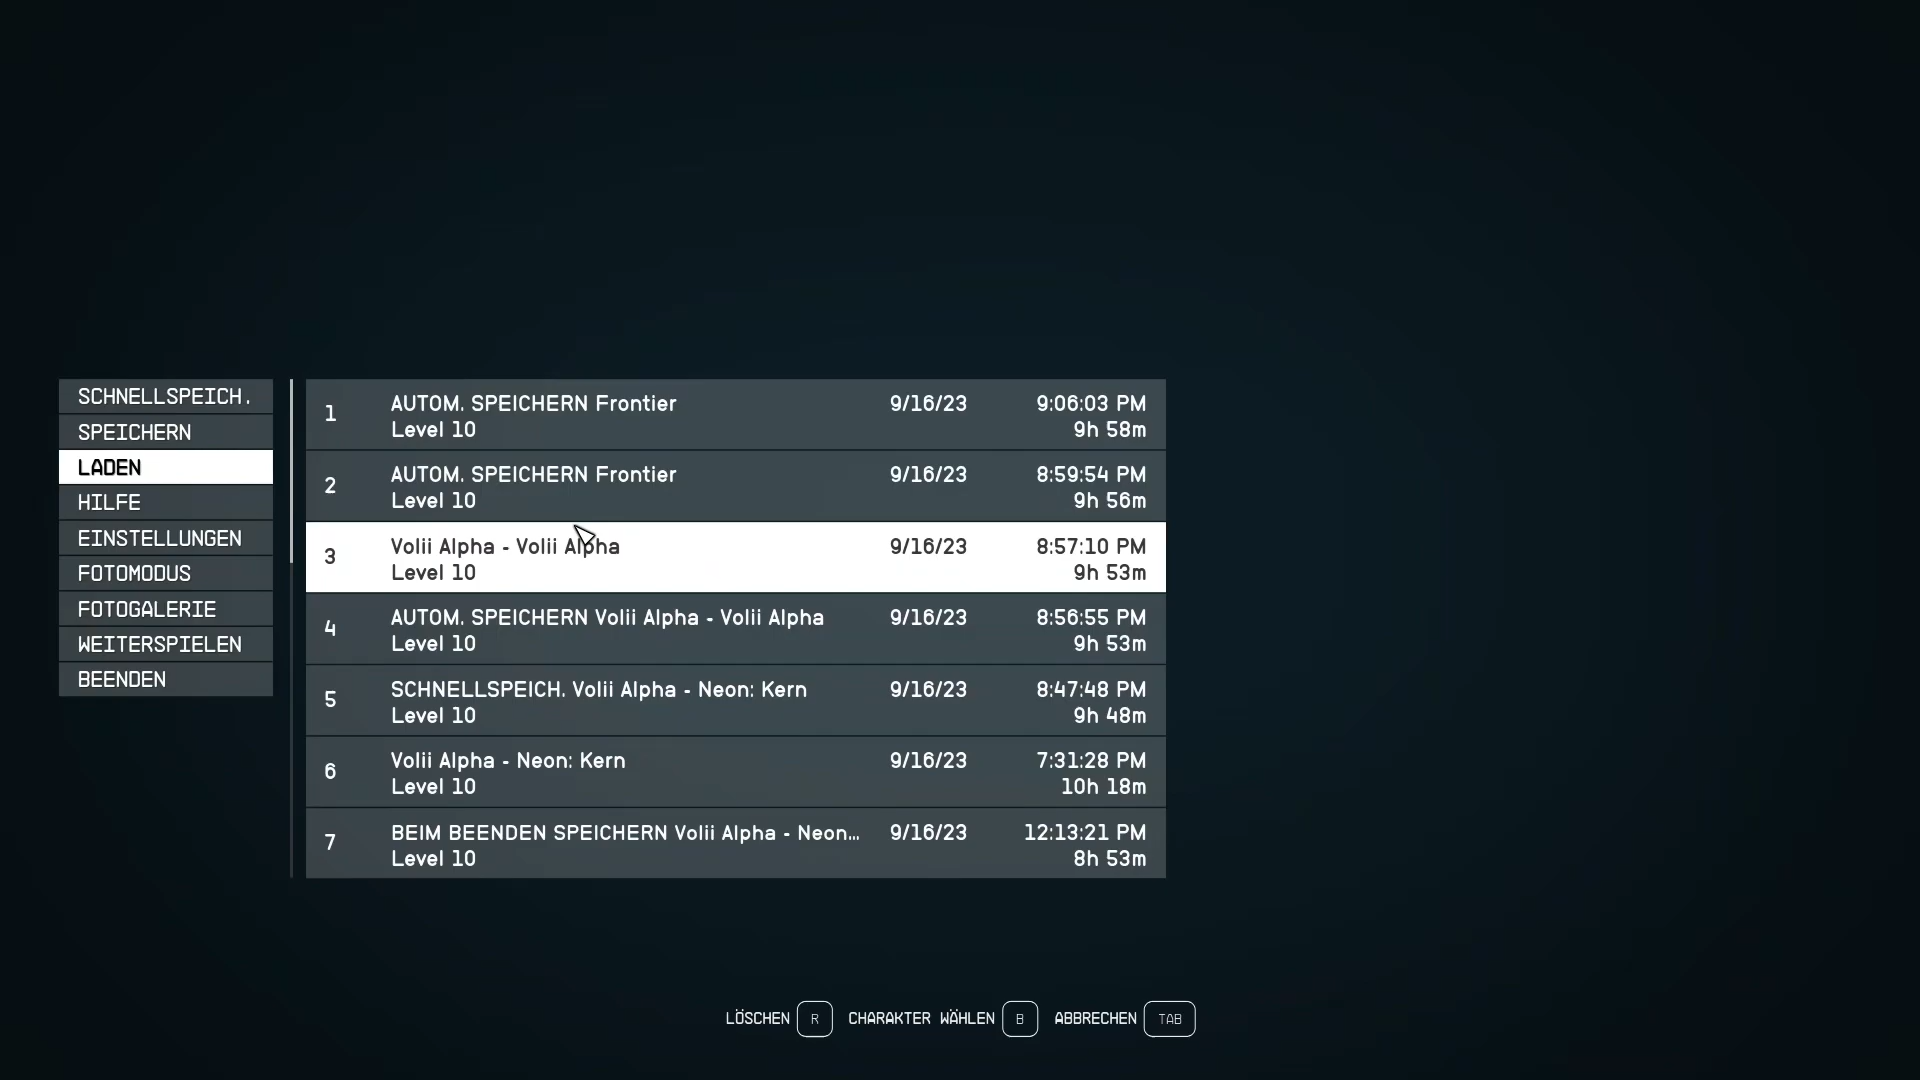 SCHNELLSPEICH.
SPEICHERN
LADEN
HILFE
EINSTELLUNGEN
FOTOMODUS
FOTOGALERIE
WEITERSPIELEN
BEENDEN
1 AUTOM. SPEICHERN Frontier 9/16/23 9:06:03 PM
Level 10 9h 58m
2 AUTOM. SPEICHERN Frontier 9/16/23 8:59:54 PM
Level 10 9h 56m
3 Volii Alpha - Volii Alpha 9/16/23 8:57:10 PM
Level 10 9h 53m
4 AUTOM. SPEICHERN Volii Alpha - Volii Alpha 9/16/23 8:56:55 PM
Level 10 9h 53m
5 SCHNELLSPEICH. Volii Alpha - Neon: Kern 9/16/23 8:47:48 PM
Level 10 9h 48m
6 Volii Alpha - Neon: Kern 9/16/23 7:31:28 PM
Level 10 10h 18m
7 BEIM BEENDEN SPEICHERN Volii Alpha - Neon... 9/16/23 12:13:21 PM
Level 10 8h 53m
LÖSCHEN R CHARAKTER WÄHLEN B ABBRECHEN TAB